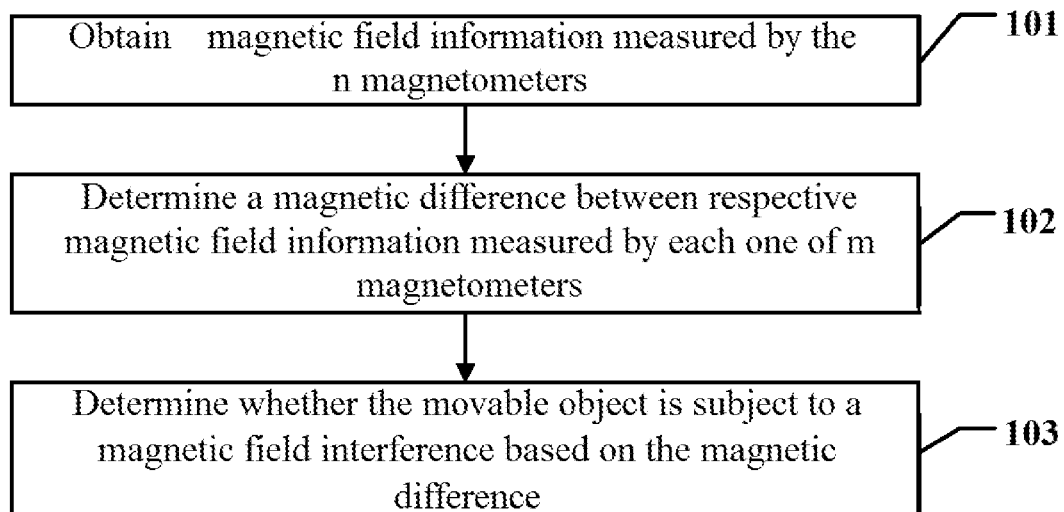 Obtain magnetic field information measured by the
n magnetometers
101
Determine a magnetic difference between respective
magnetic field information measured by each one of m
magnetometers
102
Determine whether the movable object is subject to a
magnetic field interference based on the magnetic
difference
103